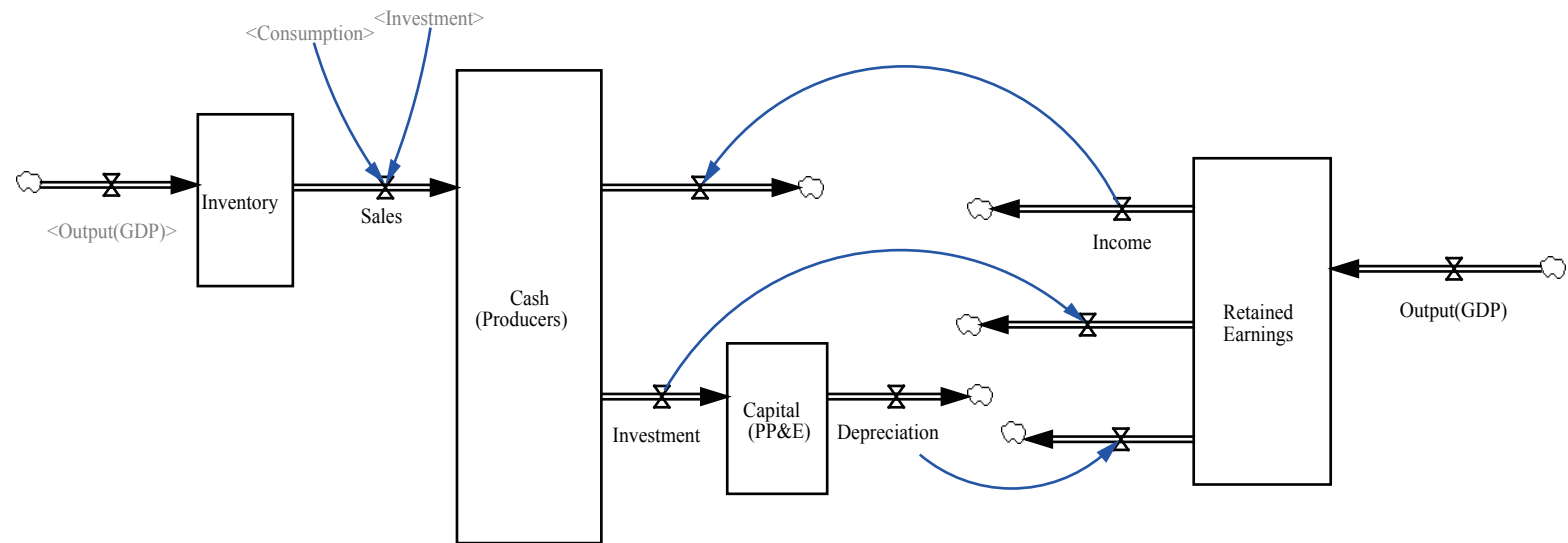 <Investment>
<Consumption>
Inventory
Sales
<Output(GDP)>
Income
Cash
(Producers)
Retained
Earnings
Output(GDP)
Capital
(PP&E)
Investment
Depreciation